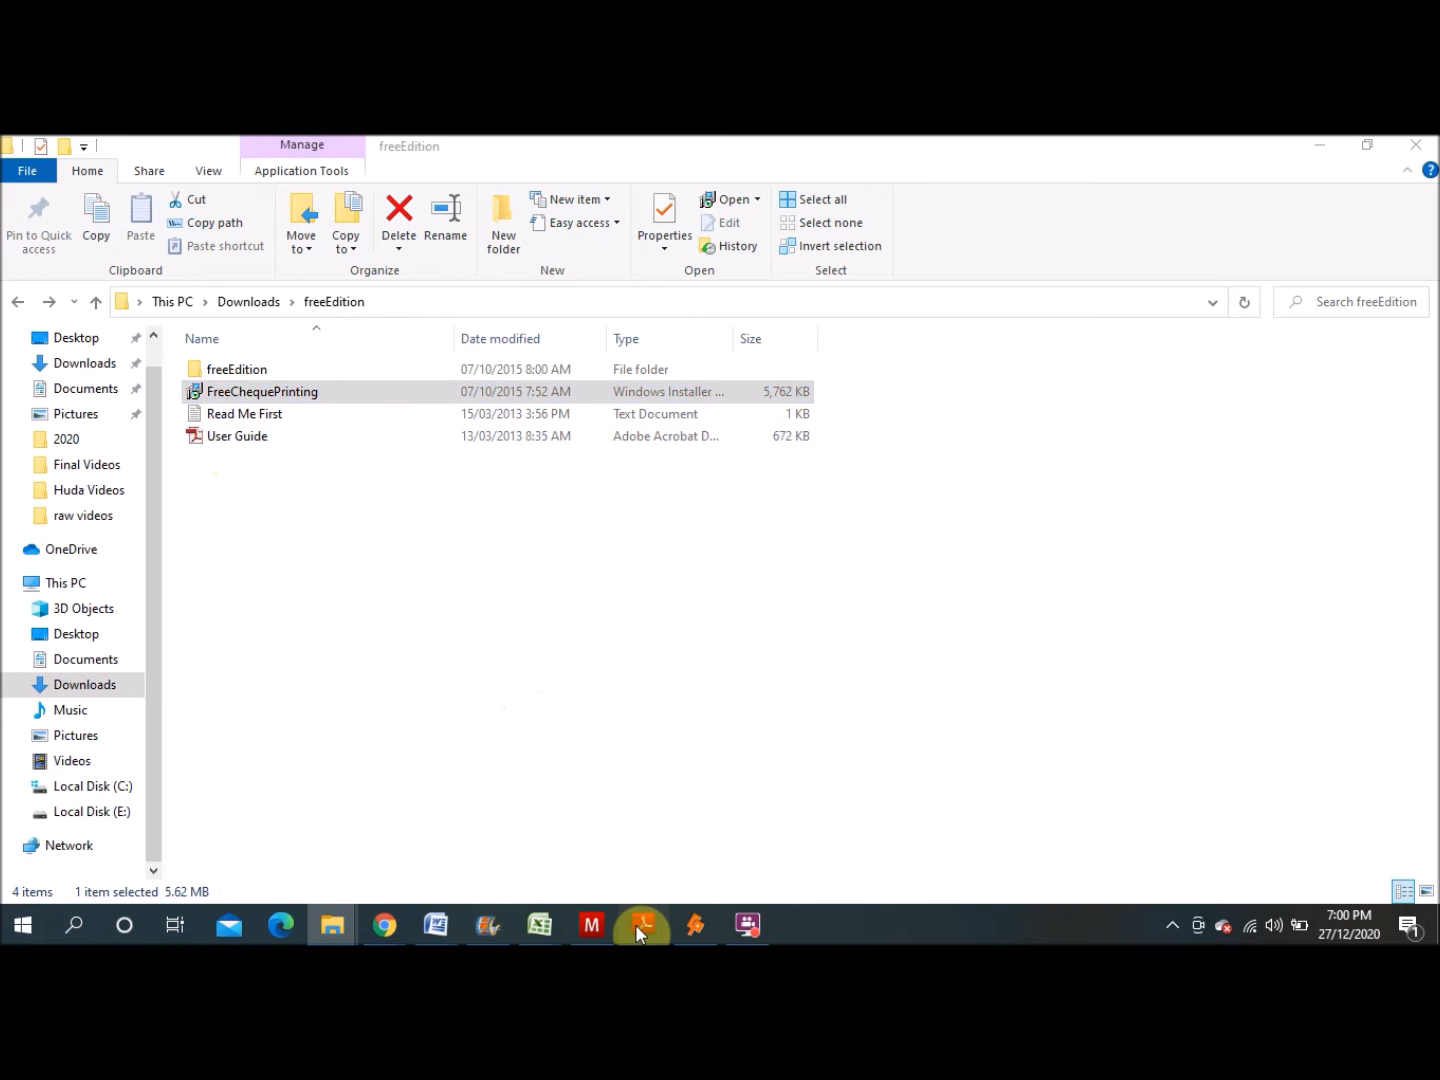 Manage
freeEdition
File
Home
Share
View
Application Tools
Pin to Quick
access
Copy
Paste
Cut
Copy path
Paste shortcut
Clipboard
Move
to
Copy
to
Delete
Rename
Organize
New
folder
New item
Easy access
New
Properties
Open
Edit
History
Open
Select all
Select none
Invert selection
Select
This PC
Downloads
freeEdition
Search freeEdition
Name
Date modified
Type
Size
freeEdition
07/10/2015 8:00 AM
File folder
FreeChequePrinting
07/10/2015 7:52 AM
Windows Installer ...
5,762 KB
Read Me First
15/03/2013 3:56 PM
Text Document
1 KB
User Guide
13/03/2013 8:35 AM
Adobe Acrobat D...
672 KB
Desktop
Downloads
Documents
Pictures
2020
Final Videos
Huda Videos
raw videos
OneDrive
This PC
3D Objects
Desktop
Documents
Downloads
Music
Pictures
Videos
Local Disk (C:)
Local Disk (E:)
Network
4 items
1 item selected 5.62 MB
M
7:00 PM
27/12/2020
1